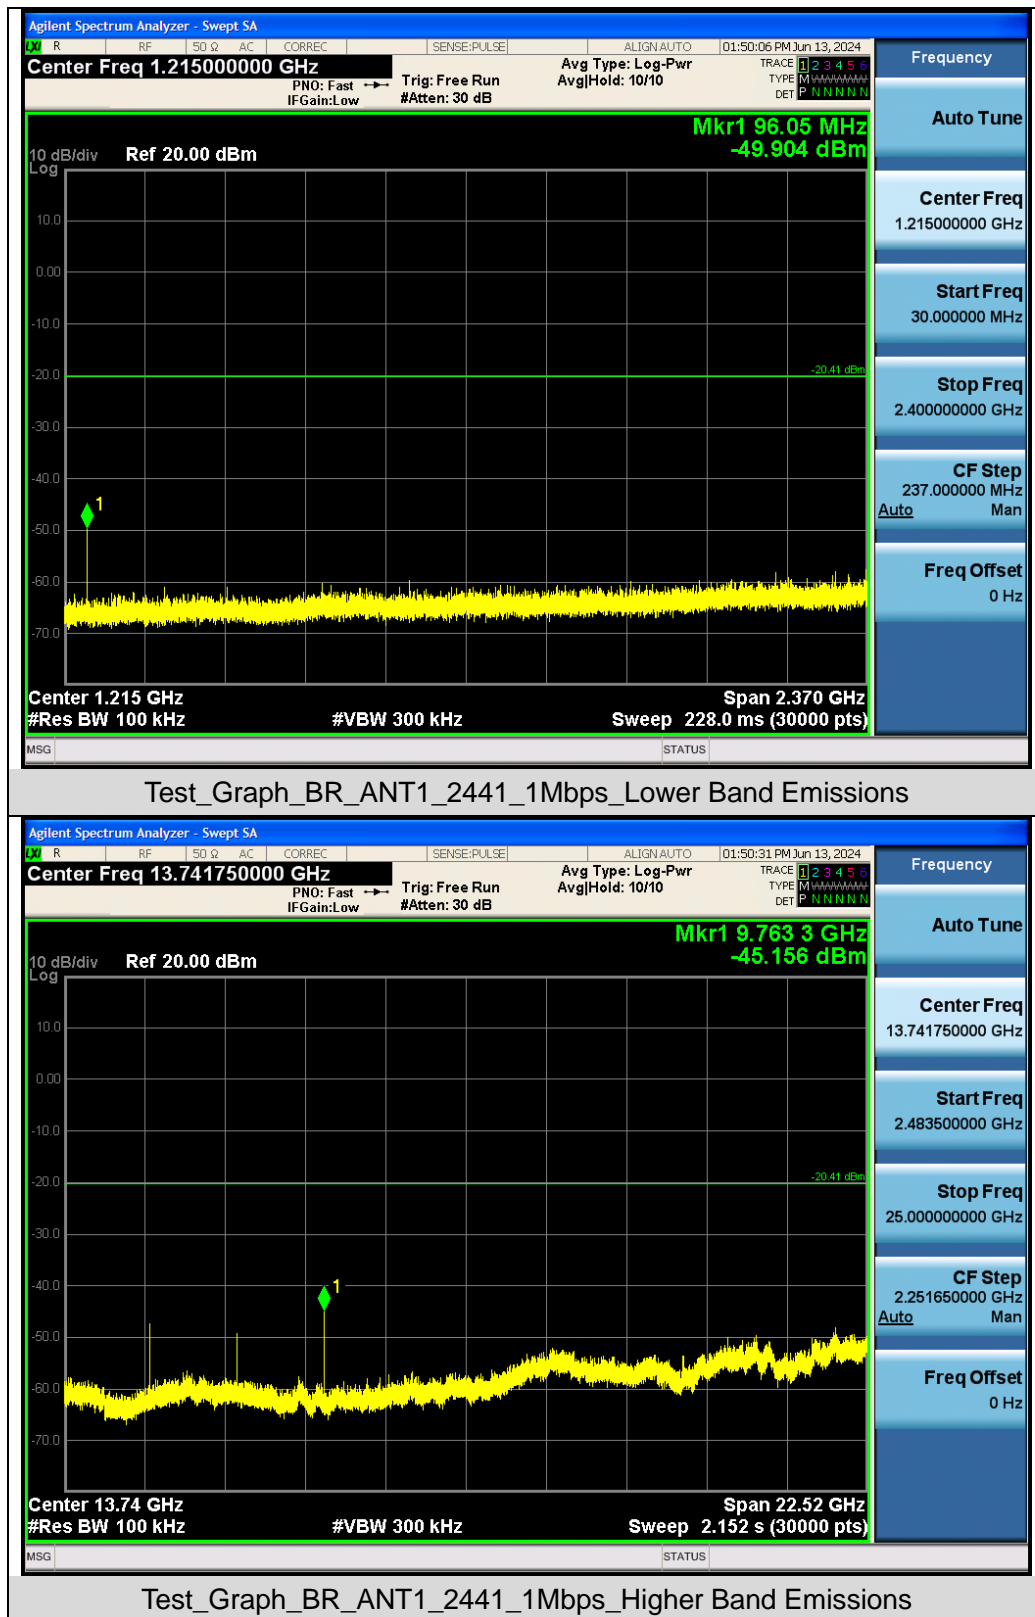 Agilent Spectrum Analyzer - Swept SA
LXI R RF 50 Ω AC CORREC SENSE:PULSE ALIGN AUTO 01:50:06 PM Jun 13, 2024
Center Freq 1.215000000 GHz
PNO: Fast
IFGain:Low
Trig: Free Run
#Atten: 30 dB
Avg Type: Log-Pwr
Avg|Hold: 10/10
TRACE 1 2 3 4 5 6
TYPE M
DET P N N N N N
Mkr1 96.05 MHz
-49.904 dBm
10 dB/div Ref 20.00 dBm
Log
10.0
0.00
-10.0
-20.0
-20.41 dBm
-30.0
-40.0
1
-50.0
-60.0
-70.0
Center 1.215 GHz Span 2.370 GHz
#Res BW 100 kHz #VBW 300 kHz Sweep 228.0 ms (30000 pts)
MSG STATUS
Frequency
Auto Tune
Center Freq
1.215000000 GHz
Start Freq
30.000000 MHz
Stop Freq
2.400000000 GHz
CF Step
237.000000 MHz
Auto Man
Freq Offset
0 Hz
Test_Graph_BR_ANT1_2441_1Mbps_Lower Band Emissions
Agilent Spectrum Analyzer - Swept SA
LXI R RF 50 Ω AC CORREC SENSE:PULSE ALIGN AUTO 01:50:31 PM Jun 13, 2024
Center Freq 13.741750000 GHz
PNO: Fast
IFGain:Low
Trig: Free Run
#Atten: 30 dB
Avg Type: Log-Pwr
Avg|Hold: 10/10
TRACE 1 2 3 4 5 6
TYPE M
DET P N N N N N
Mkr1 9.763 3 GHz
-45.156 dBm
10 dB/div Ref 20.00 dBm
Log
10.0
0.00
-10.0
-20.0
-20.41 dBm
-30.0
-40.0
1
-50.0
-60.0
-70.0
Center 13.74 GHz Span 22.52 GHz
#Res BW 100 kHz #VBW 300 kHz Sweep 2.152 s (30000 pts)
MSG STATUS
Frequency
Auto Tune
Center Freq
13.741750000 GHz
Start Freq
2.483500000 GHz
Stop Freq
25.000000000 GHz
CF Step
2.251650000 GHz
Auto Man
Freq Offset
0 Hz
Test_Graph_BR_ANT1_2441_1Mbps_Higher Band Emissions